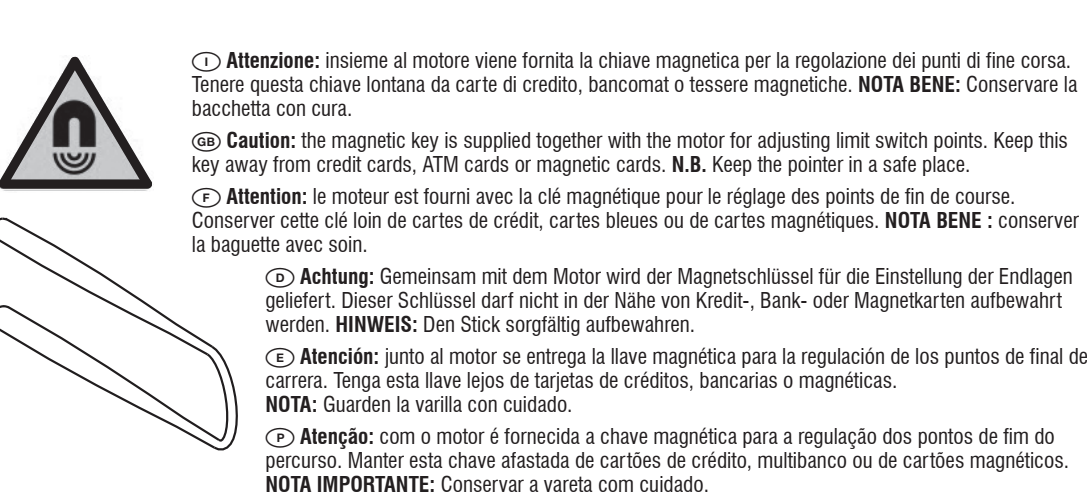 I Attenzione: insieme al motore viene fornita la chiave magnetica per la regolazione dei punti di fine corsa.
Tenere questa chiave lontana da carte di credito, bancomat o tessere magnetiche. NOTA BENE: Conservare la
bacchetta con cura.
GB Caution: the magnetic key is supplied together with the motor for adjusting limit switch points. Keep this
key away from credit cards, ATM cards or magnetic cards. N.B. Keep the pointer in a safe place.
F Attention: le moteur est fourni avec la clé magnétique pour le réglage des points de fin de course.
Conserver cette clé loin de cartes de crédit, cartes bleues ou de cartes magnétiques. NOTA BENE : conserver
la baguette avec soin.
D Achtung: Gemeinsam mit dem Motor wird der Magnetschlüssel für die Einstellung der Endlagen
geliefert. Dieser Schlüssel darf nicht in der Nähe von Kredit-, Bank- oder Magnetkarten aufbewahrt
werden. HINWEIS: Den Stick sorgfältig aufbewahren.
E Atención: junto al motor se entrega la llave magnética para la regulación de los puntos de final de
carrera. Tenga esta llave lejos de tarjetas de créditos, bancarias o magnéticas.
NOTA: Guarden la varilla con cuidado.
P Atenção: com o motor é fornecida a chave magnética para a regulação dos pontos de fim do
percurso. Manter esta chave afastada de cartões de crédito, multibanco ou de cartões magnéticos.
NOTA IMPORTANTE: Conservar a vareta com cuidado.